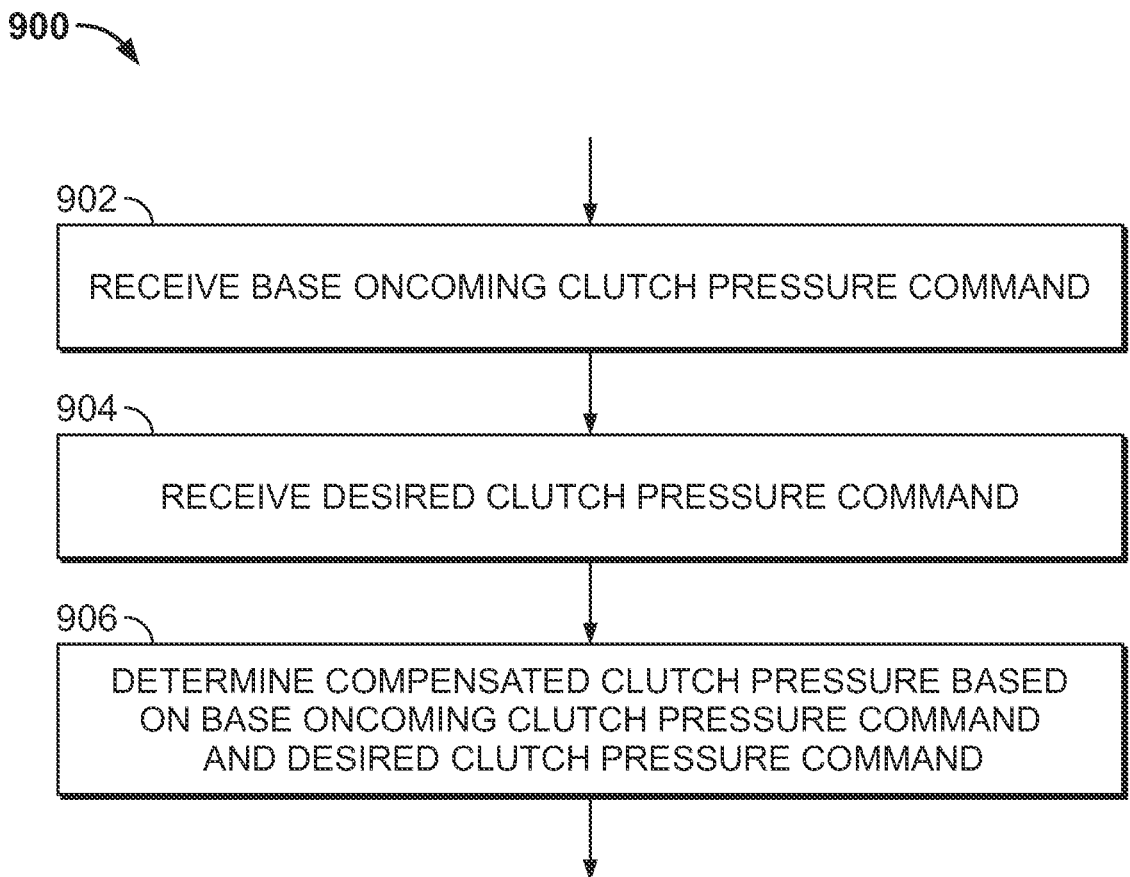 900
902
RECEIVE BASE ONCOMING CLUTCH PRESSURE COMMAND
904
RECEIVE DESIRED CLUTCH PRESSURE COMMAND
906
DETERMINE COMPENSATED CLUTCH PRESSURE BASED
ON BASE ONCOMING CLUTCH PRESSURE COMMAND
AND DESIRED CLUTCH PRESSURE COMMAND